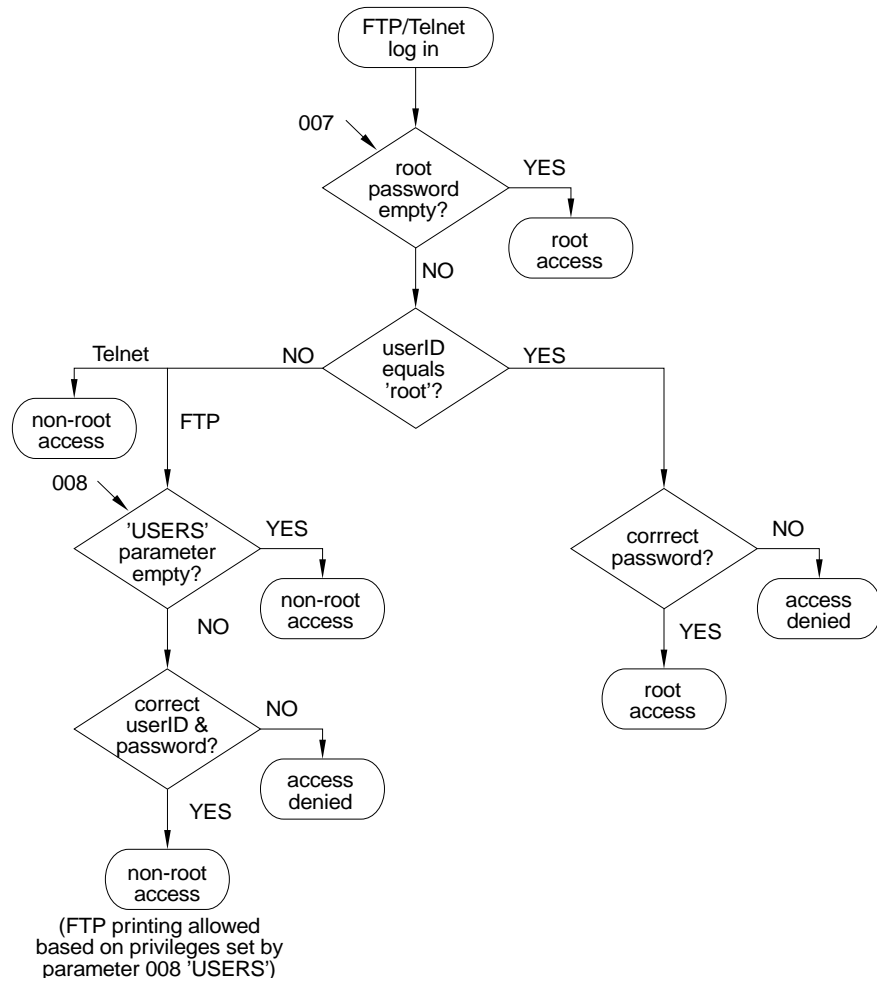 FTP/Telnet
log in
007
root
password
empty?
YES
root
access
NO
userID
equals
'root'?
NO
YES
Telnet
non-root
access
FTP
008
'USERS'
parameter
empty?
YES
non-root
access
NO
corrrect
password?
NO
access
denied
YES
root
access
correct
userID &
password?
NO
access
denied
YES
non-root
access
(FTP printing allowed
based on privileges set by
parameter 008 'USERS')